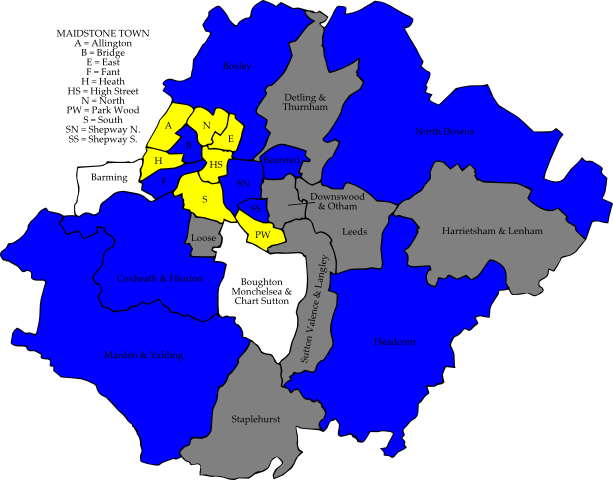 MAIDSTONE TOWN
A = Allington
B = Bridge
E = East
F = Fant
H = Heath
HS = High Street
N = North
PW = Park Wood
S = South
SN = Shepway N.
SS = Shepway S.
Boxley
Detling &
Thurnham
North Downs
A
N
E
B
H
HS
Bearsted
Barming
F
SN
S
SS
Downswood
& Otham
Leeds
Harrietsham & Lenham
Loose
PW
Coxheath & Hunton
Boughton
Monchelsea &
Chart Sutton
Sutton Valence & Langley
Headcorn
Marden & Yalding
Staplehurst